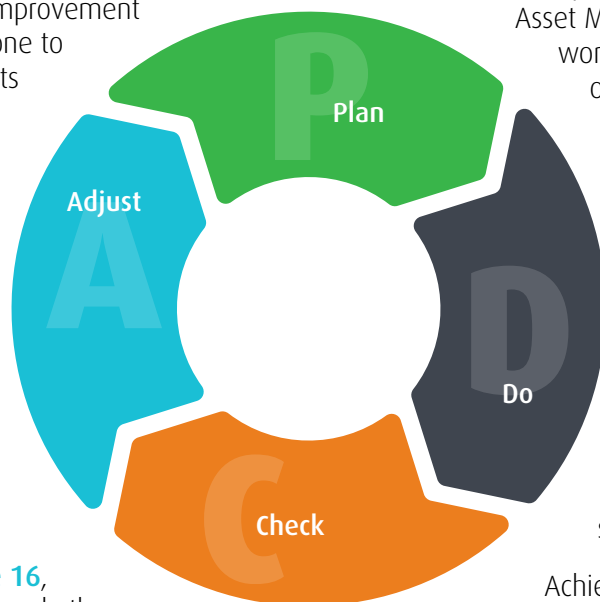 mprovement
one to
ts
Asset M
wor
P
Plan
Adjust
A
D
Do
C
Check
16,
Achie